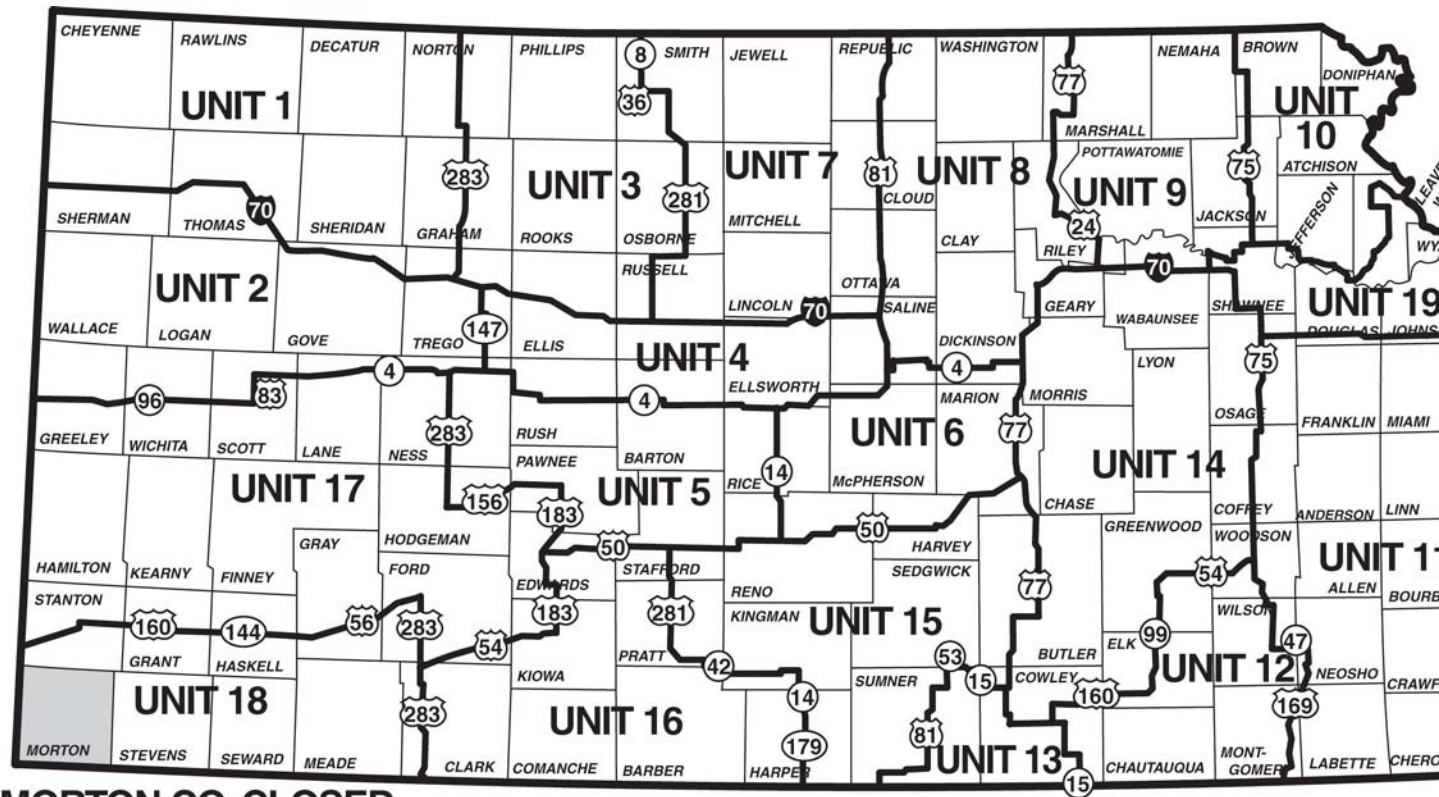 CHEYENNE
RAWLINS
DECATUR
NORTON
PHILLIPS
8
SMITH
JEWELL
REPUBLIC
WASHINGTON
77
NEMAHA
BROWN
DONIPHAN
36
UNIT 1
UNIT
10
MARSHALL
283
UNIT 3
281
UNIT 7
81
UNIT 8
POTTAWATOMIE
UNIT 9
75
ATCHISON
CLOUD
SHERMAN
THOMAS
70
SHERIDAN
GRAHAM
ROOKS
OSBORNE
MITCHELL
CLAY
24
RILEY
JACKSON
JEFFERSON
RUSSELL
UNIT 2
OTTAWA
70
LINCOLN
70
SALINE
GEARY
WABAUNSEE
SHAWNEE
UNIT 19
DOUGLAS
WALLACE
LOGAN
GOVE
TREGO
147
ELLIS
UNIT 4
DICKINSON
LYON
75
96
83
4
4
ELLSWORTH
4
MARION
MORRIS
OSAGE
FRANKLIN
MIAMI
GREELEY
WICHITA
SCOTT
LANE
NESS
283
RUSH
PAWNEE
BARTON
14
UNIT 6
77
UNIT 14
UNIT 17
156
183
UNIT 5
RICE
McPHERSON
CHASE
COFFEY
ANDERSON
LINN
GRAY
HODGEMAN
50
50
HARVEY
GREENWOOD
WOODSON
HAMILTON
KEARNY
FINNEY
FORD
EDWARDS
STAFFORD
RENO
SEDGWICK
77
54
ALLEN
STANTON
160
144
56
283
54
183
281
KINGMAN
UNIT 15
99
WILSON
47
GRANT
HASKELL
KIOWA
PRATT
42
53
15
BUTLER
ELK
UNIT 12
NEOSHO
UNIT 18
283
UNIT 16
14
SUMNER
COWLEY
160
169
MORTON
STEVENS
SEWARD
MEADE
CLARK
COMANCHE
BARBER
179
HARPER
81
UNIT 13
15
CHAUTAUQUA
MONT-
GOMERY
LABETTE
MORTON CO. CLOSED